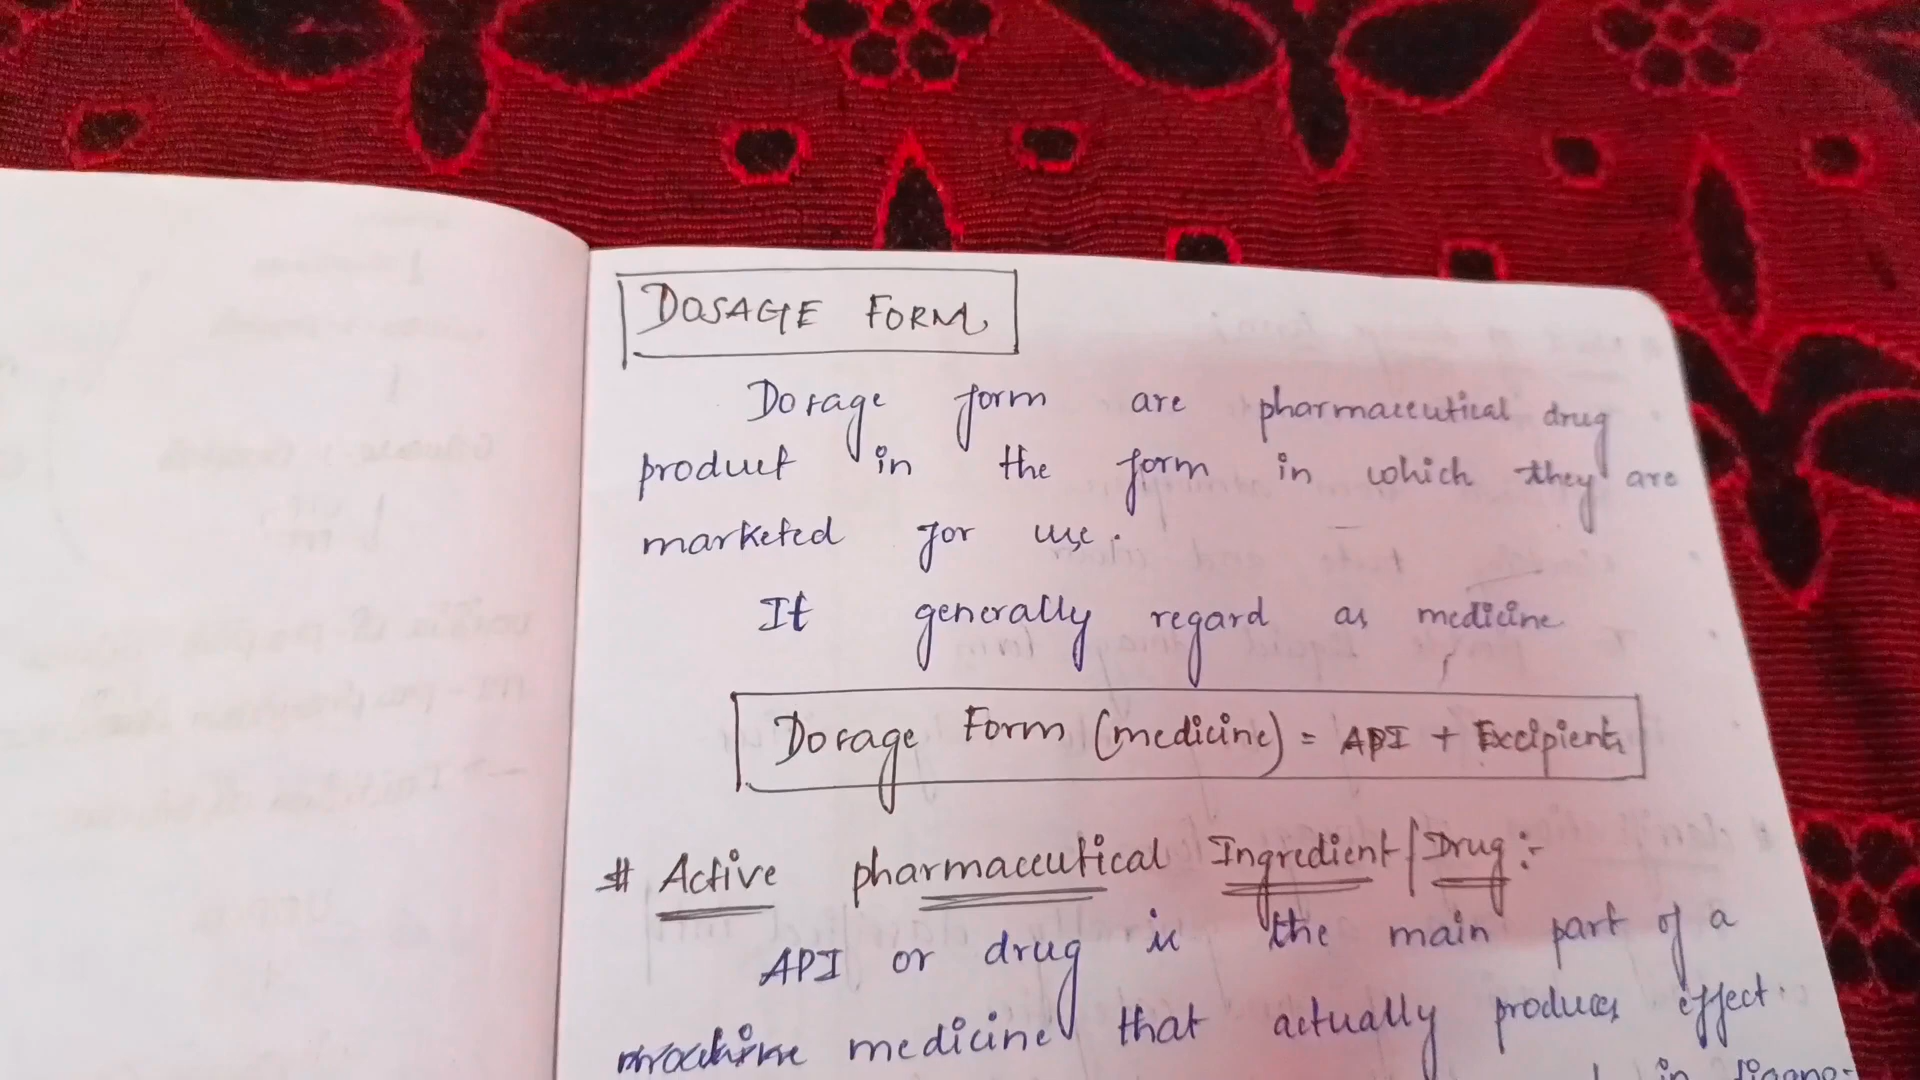 DOSAGE FORM
Dosage form are pharmaceutical drug
product in the form in which they are
marketed for use.
It generally regard as medicine
Dosage Form (medicine) = API + Excipients
# Active pharmaceutical Ingredient/Drug :-
API or drug is the main part of a
medicine that actually produces effect.
in